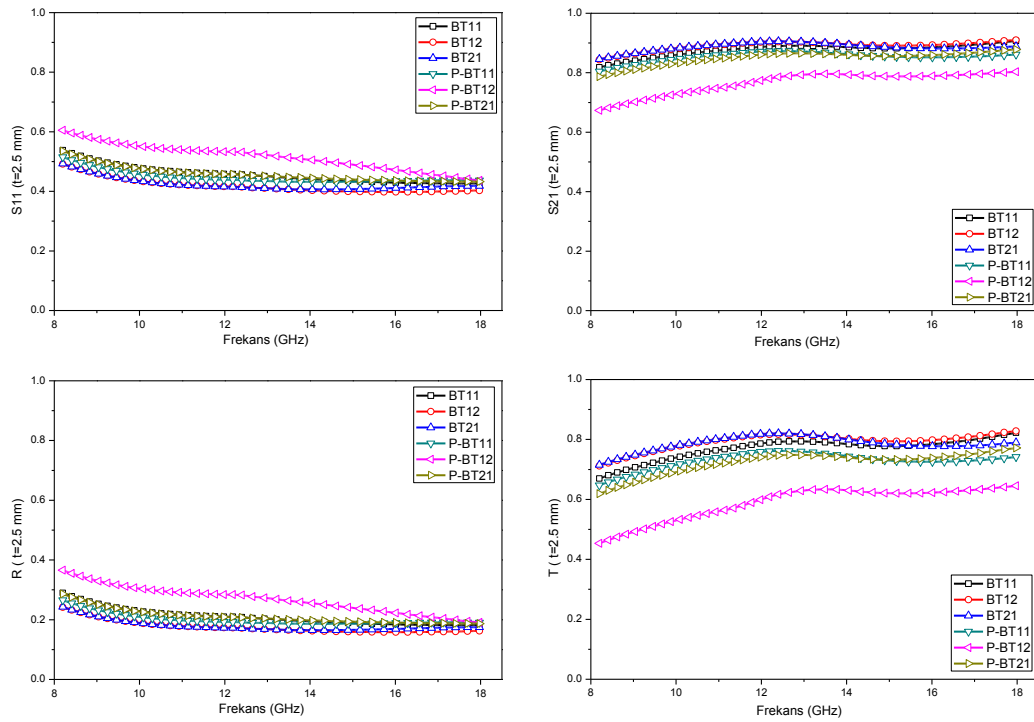 1.0
0.8
0.6
0.4
0.2
0.0
S11 (t=2.5 mm)
8 10 12 14 16 18
Frekans (GHz)
BT11
BT12
BT21
P-BT11
P-BT12
P-BT21
1.0
0.8
0.6
0.4
0.2
0.0
S21 (t=2.5 mm)
8 10 12 14 16 18
Frekans (GHz)
BT11
BT12
BT21
P-BT11
P-BT12
P-BT21
1.0
0.8
0.6
0.4
0.2
0.0
R ( t=2.5 mm)
8 10 12 14 16 18
Frekans (GHz)
BT11
BT12
BT21
P-BT11
P-BT12
P-BT21
1.0
0.8
0.6
0.4
0.2
0.0
T ( t=2.5 mm)
8 10 12 14 16 18
Frekans (GHz)
BT11
BT12
BT21
P-BT11
P-BT12
P-BT21